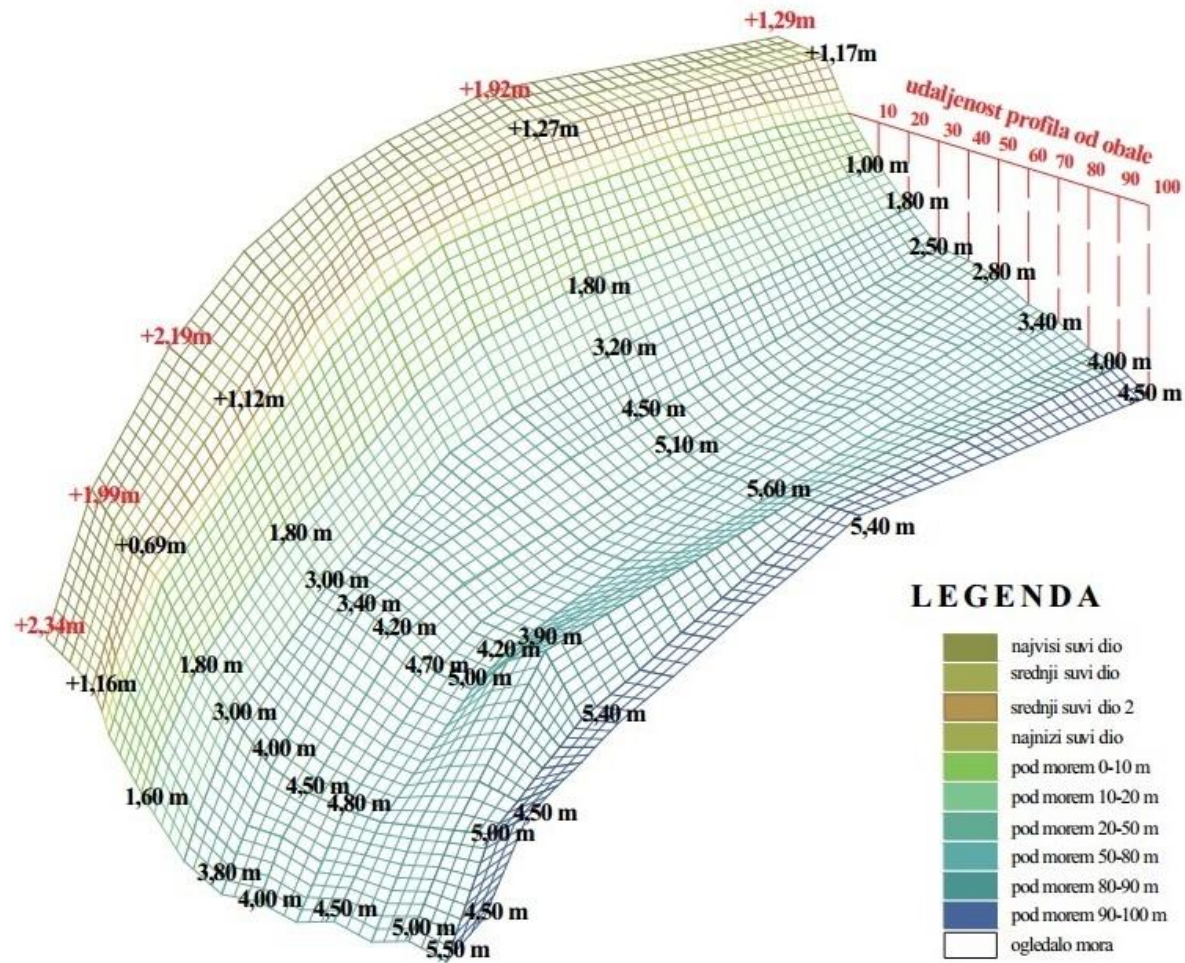 +1,29m
+1,17m
+1,92m
+1,27m
udaljenost profila od obale
10 20 30 40 50 60 70 80 90 100
1,00 m
1,80 m
2,50 m
2,80 m
3,40 m
4,00 m
4,50 m
1,80 m
3,20 m
4,50 m
5,10 m
5,60 m
5,40 m
+2,19m
+1,12m
+1,99m
+0,69m
1,80 m
3,00 m
3,40 m
4,20 m
4,70 m
5,00 m
4,20 m
3,90 m
5,40 m
+2,34m
+1,16m
1,80 m
3,00 m
4,00 m
4,50 m
4,80 m
5,00 m
4,50 m
1,60 m
3,80 m
4,00 m
4,50 m
5,00 m
5,50 m
4,50 m
LEGENDA
najvisi suvi dio
srednji suvi dio
srednji suvi dio 2
najnizi suvi dio
pod morem 0-10 m
pod morem 10-20 m
pod morem 20-50 m
pod morem 50-80 m
pod morem 80-90 m
pod morem 90-100 m
ogledalo mora